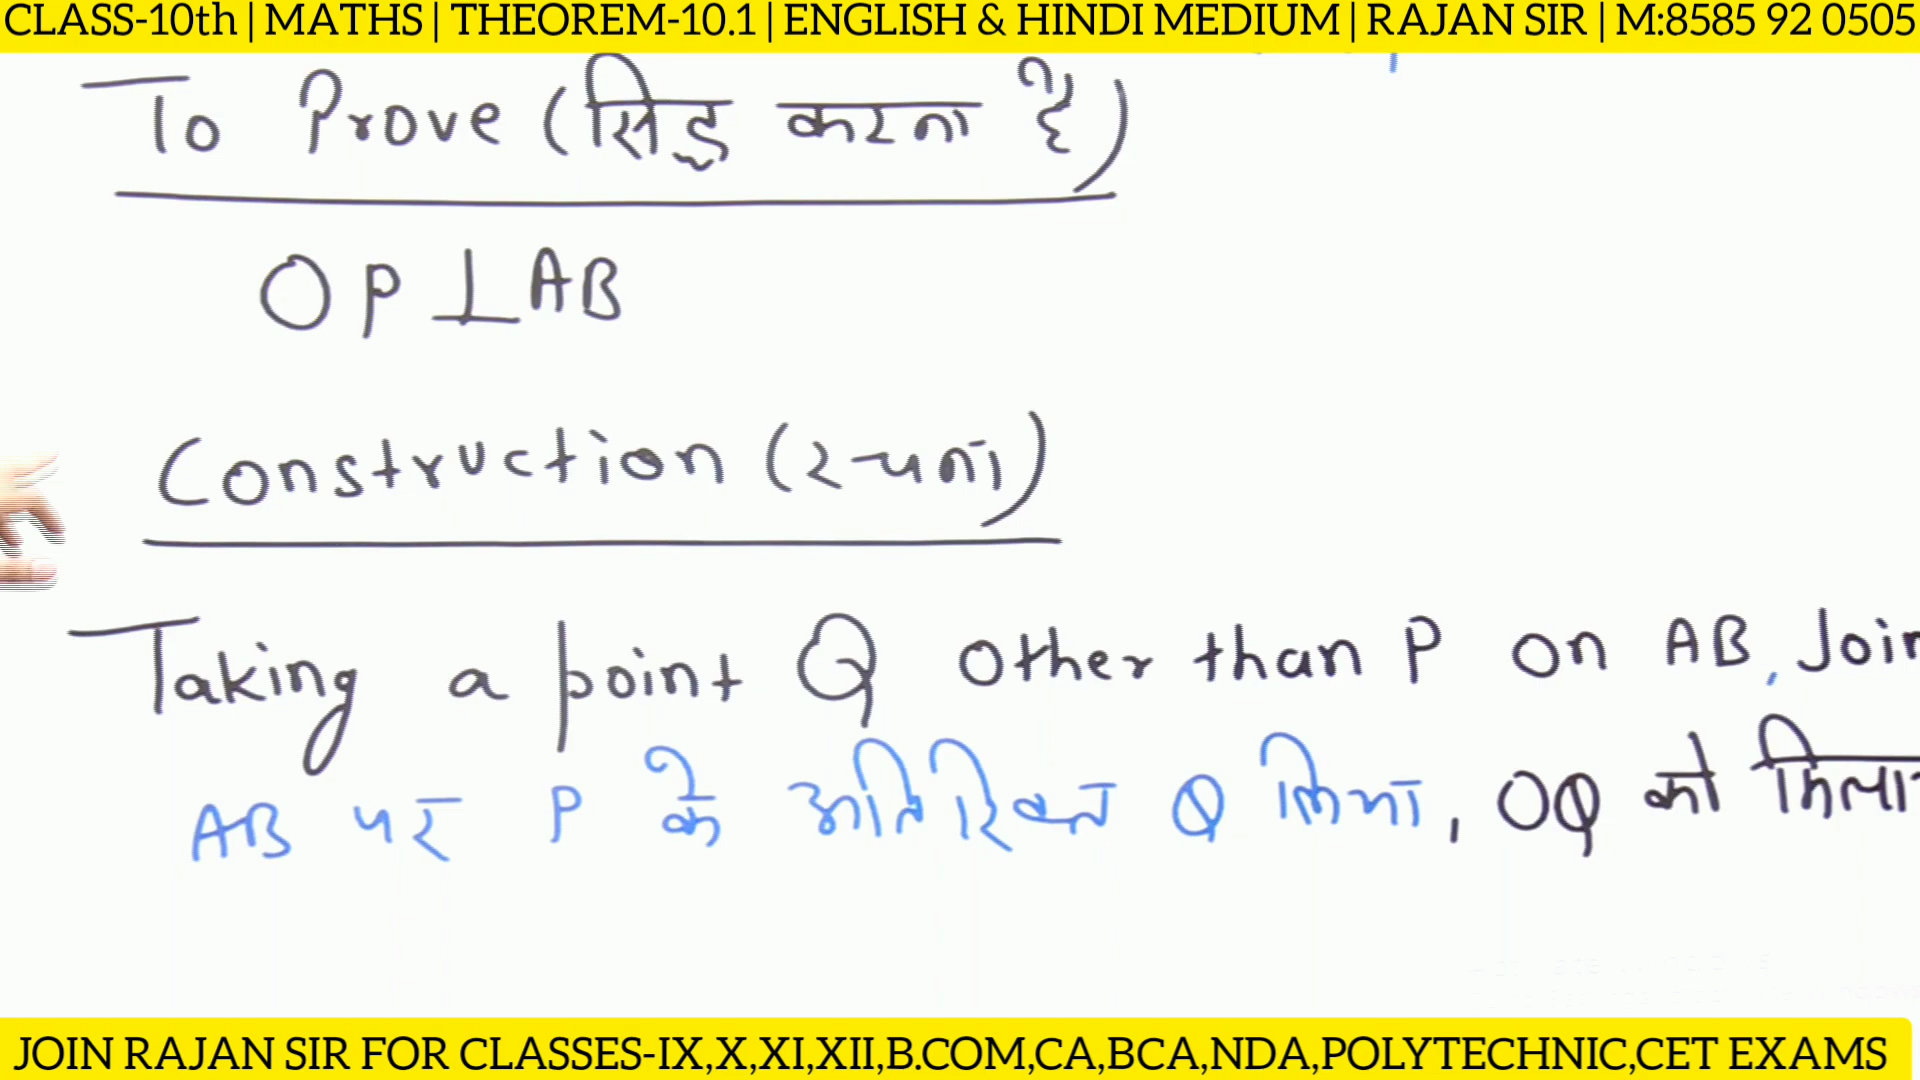 CLASS-10th | MATHS | THEOREM-10.1 | ENGLISH & HINDI MEDIUM | RAJAN SIR | M:8585 92 0505
To Prove (सिद्ध करना है)
OP ⊥ AB
Construction (रचना)
Taking a point Q Other than P on AB, Join
AB पर P के अतिरिक्त Q लिया, OQ को मिला
JOIN RAJAN SIR FOR CLASSES-IX,X,XI,XII,B.COM,CA,BCA,NDA,POLYTECHNIC,CET EXAMS